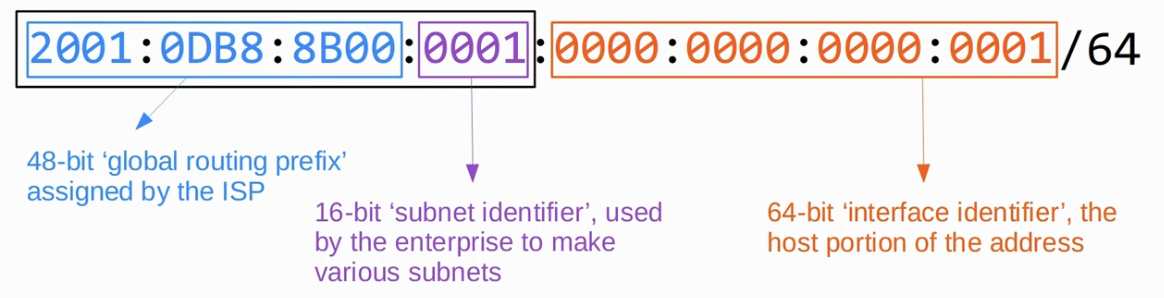 2001:0DB8:8B00:0001:0000:0000:0000:0001/64
48-bit ‘global routing prefix’
assigned by the ISP
16-bit ‘subnet identifier’, used
by the enterprise to make
various subnets
64-bit ‘interface identifier’, the
host portion of the address